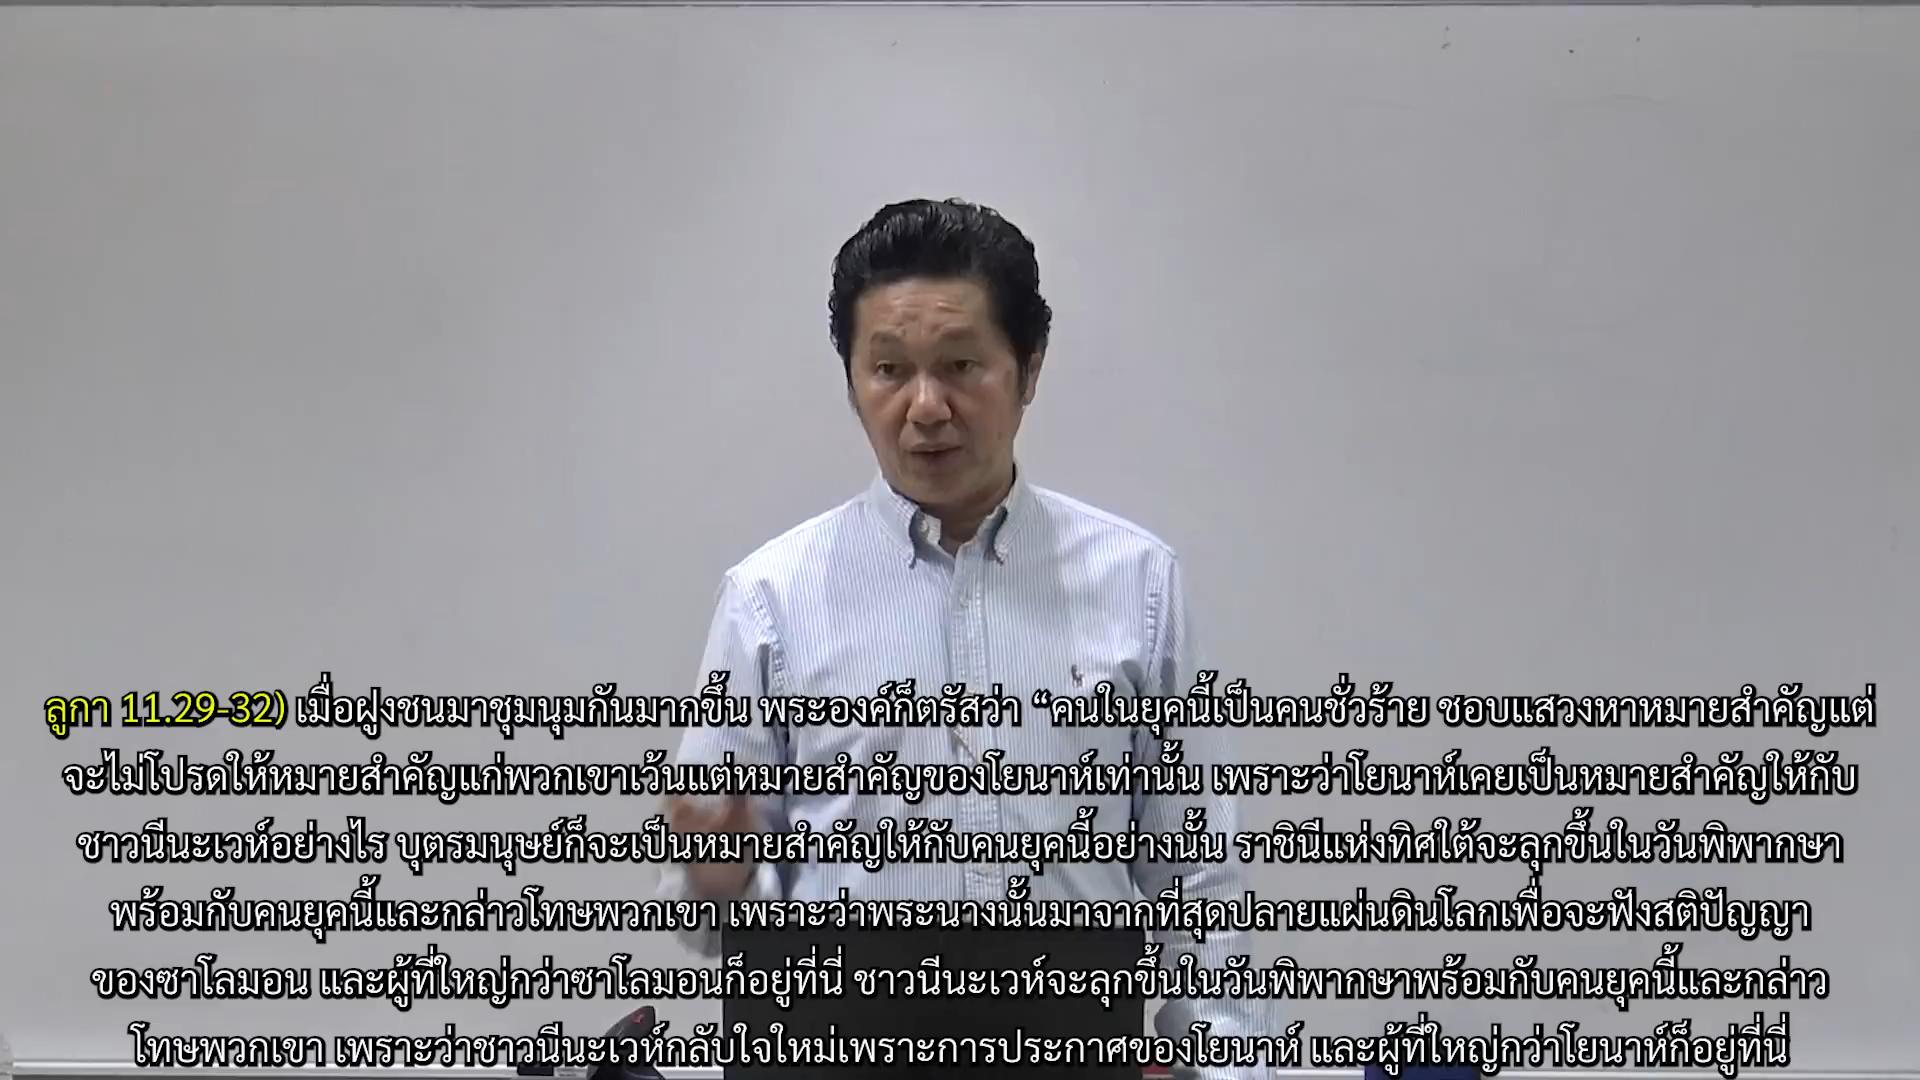 ลูกา 11.29-32) เมื่อฝูงชนมาชุมนุมกันมากขึ้น พระองค์ก็ตรัสว่า “คนในยุคนี้เป็นคนชั่วร้าย ชอบแสวงหาหมายสำคัญแต่
จะไม่โปรดให้หมายสำคัญแก่พวกเขาเว้นแต่หมายสำคัญของโยนาห์เท่านั้น เพราะว่าโยนาห์เคยเป็นหมายสำคัญให้กับ
ชาวนีนะเวห์อย่างไร บุตรมนุษย์ก็จะเป็นหมายสำคัญให้กับคนยุคนี้อย่างนั้น ราชินีแห่งทิศใต้จะลุกขึ้นในวันพิพากษา
พร้อมกับคนยุคนี้และกล่าวโทษพวกเขา เพราะว่าพระนางนั้นมาจากที่สุดปลายแผ่นดินโลกเพื่อจะฟังสติปัญญา
ของซาโลมอน และผู้ที่ใหญ่กว่าซาโลมอนก็อยู่ที่นี่ ชาวนีนะเวห์จะลุกขึ้นในวันพิพากษาพร้อมกับคนยุคนี้และกล่าว
โทษพวกเขา เพราะว่าชาวนีนะเวห์กลับใจใหม่เพราะการประกาศของโยนาห์ และผู้ที่ใหญ่กว่าโยนาห์ก็อยู่ที่นี่